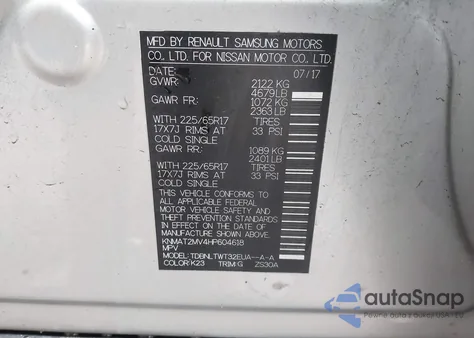 MFD BY RENAULT SAMSUNG MOTORS
CO., LTD. FOR NISSAN MOTOR CO., LTD.
DATE: 07/17
GVWR: 2122 KG
4679LB
GAWR FR: 1072 KG
2363 LB
WITH 225/65R17 TIRES
17X7J RIMS AT 33 PSI
COLD SINGLE
GAWR RR: 1089 KG
2401 LB
WITH 225/65R17 TIRES
17X7J RIMS AT 33 PSI
COLD SINGLE
THIS VEHICLE CONFORMS TO
ALL APPLICABLE FEDERAL
MOTOR VEHICLE SAFETY AND
THEFT PREVENTION STANDARDS
IN EFFECT ON THE DATE OF
MANUFACTURE SHOWN ABOVE.
KNMAT2MV4HP604618
MPV
MODEL: TDBNLTWT32EUA--A-A
COLOR:K23 TRIM:G ZS30A
autoSnap